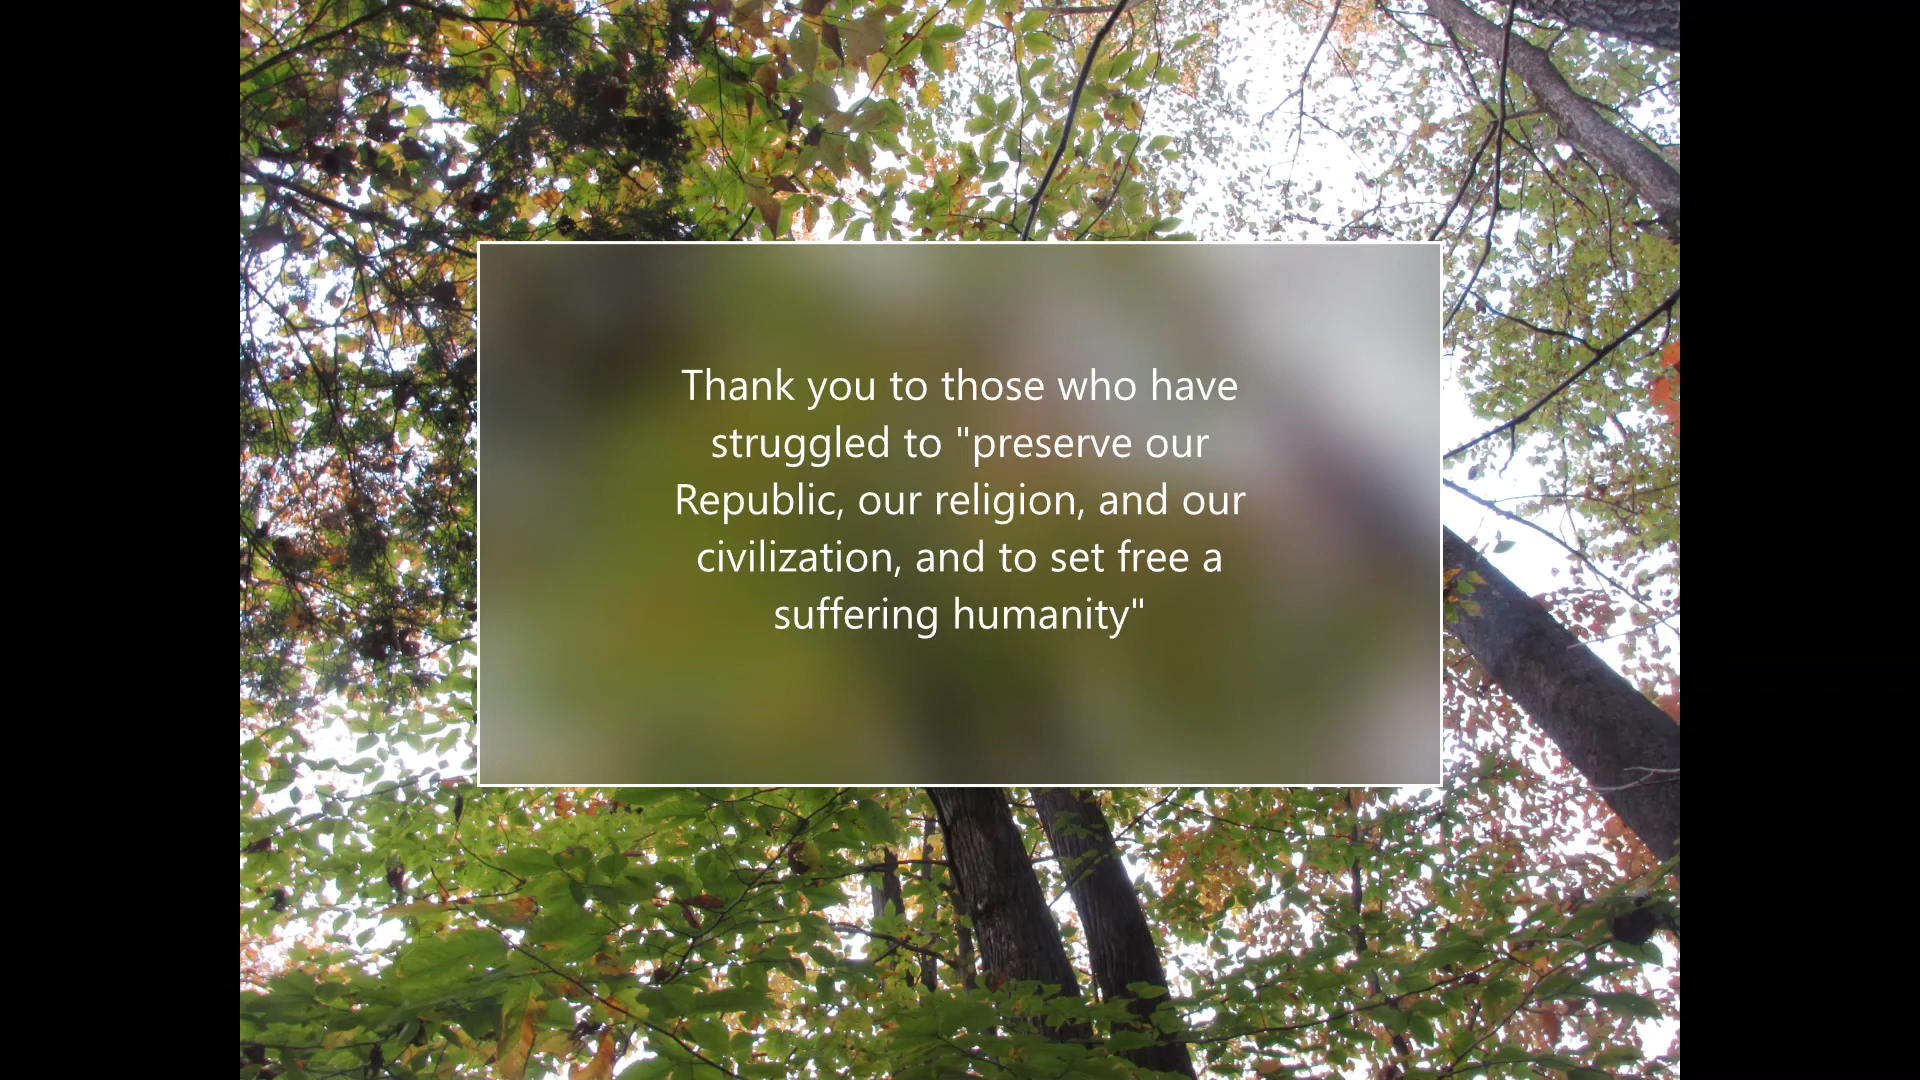 Thank you to those who have
struggled to "preserve our
Republic, our religion, and our
civilization, and to set free a
suffering humanity"